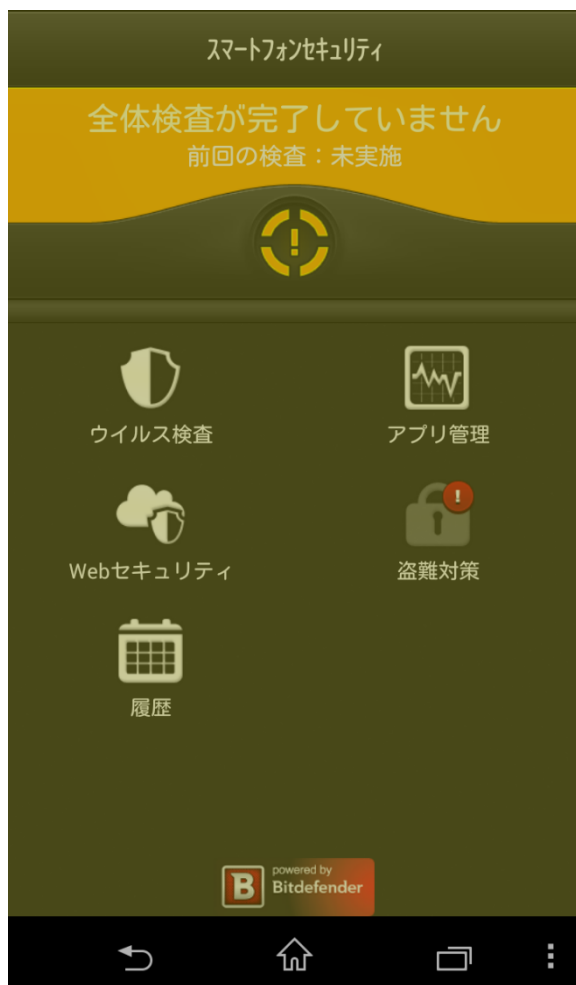 スマートフォンセキュリティ
全体検査が完了していません
前回の検査：未実施
ウイルス検査
アプリ管理
Webセキュリティ
盗難対策
履歴
powered by
Bitdefender